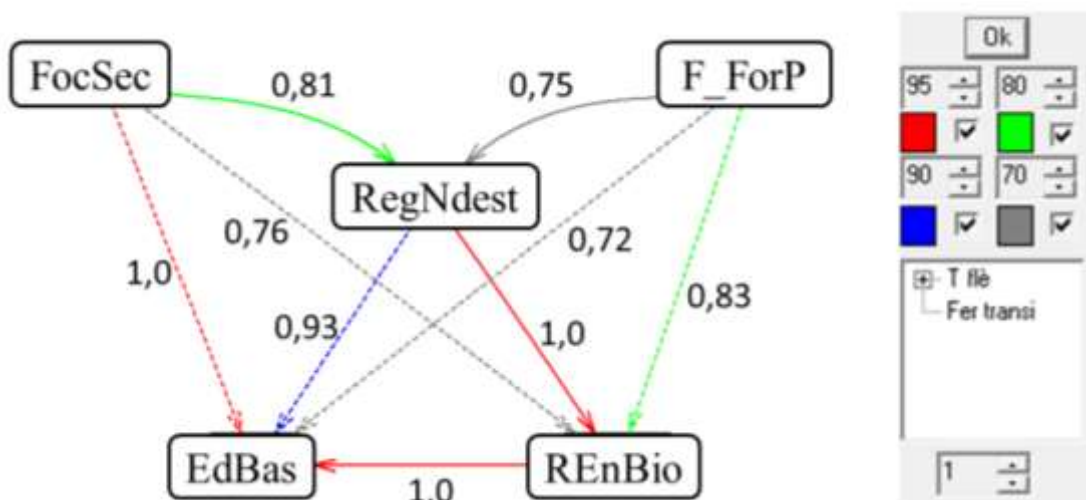 FocSec
F_ForP
0,81
0,75
RegNdest
0,76
0,72
1,0
0,93
1,0
0,83
EdBas
REnBio
1,0
Ok
95 80
90 70
T flè
Fer transi
1